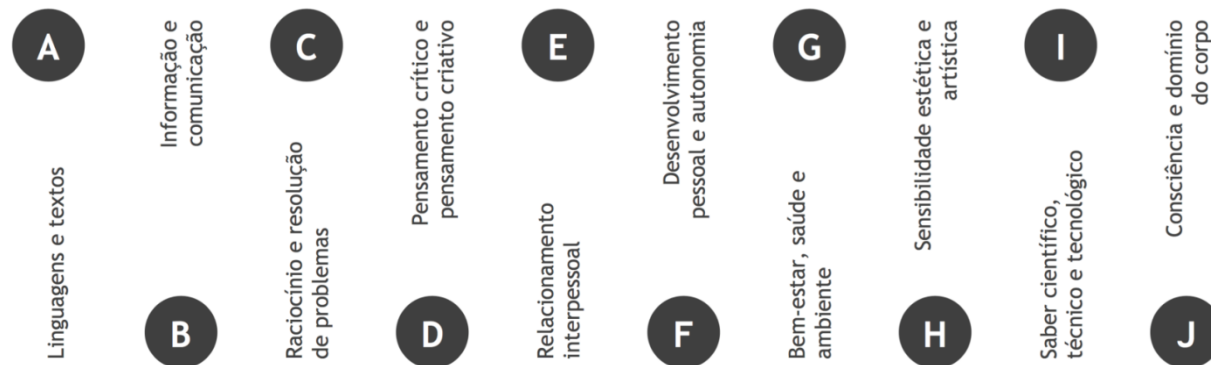 A
Linguagens e textos
Informação e
comunicação
B
C
Raciocínio e resolução
de problemas
Pensamento crítico e
pensamento criativo
D
E
Relacionamento
interpessoal
Desenvolvimento
pessoal e autonomia
F
G
Bem-estar, saúde e
ambiente
Sensibilidade estética e
artística
H
I
Saber científico,
técnico e tecnológico
Consciência e domínio
do corpo
J